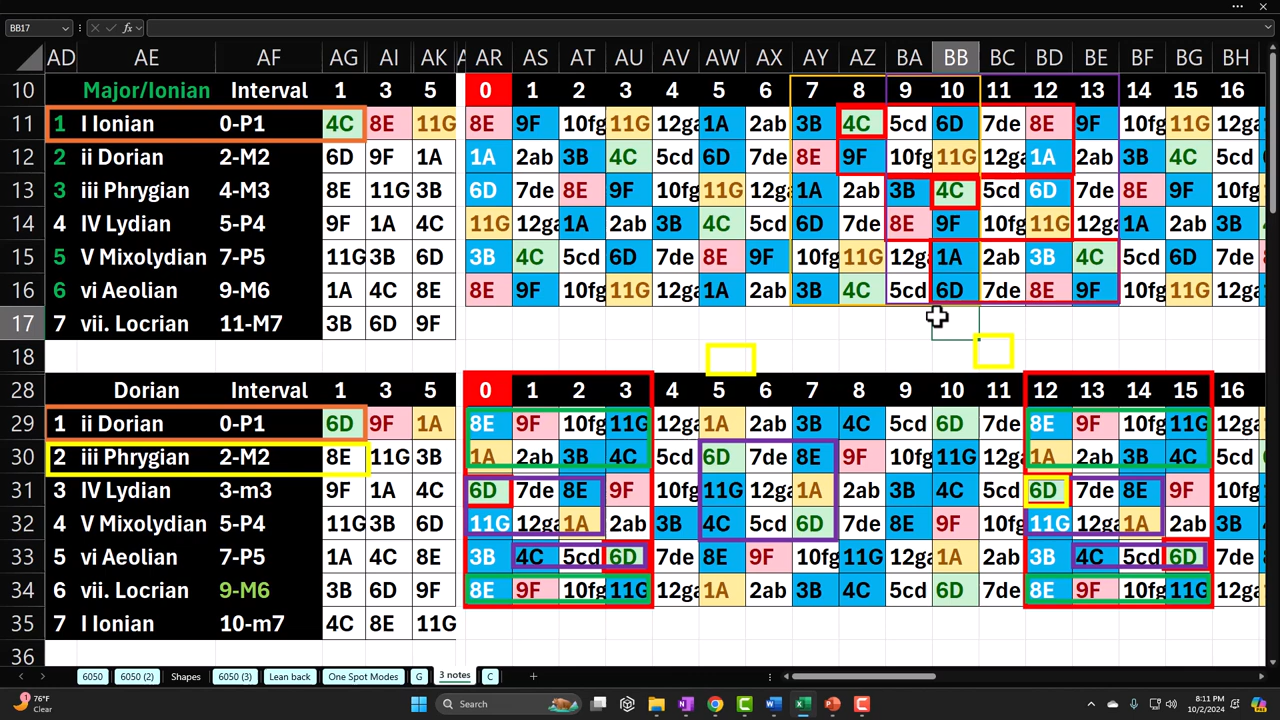 BB17
fx
AD AE AF AG AI AK A AR AS AT AU AV AW AX AY AZ BA BB BC BD BE BF BG BH
10 Major/Ionian Interval 1 3 5 0 1 2 3 4 5 6 7 8 9 10 11 12 13 14 15 16
11 1 I Ionian 0-P1 4C 8E 11G 8E 9F 10fg 11G 12ga 1A 2ab 3B 4C 5cd 6D 7de 8E 9F 10fg 11G 12ga
12 2 ii Dorian 2-M2 6D 9F 1A 1A 2ab 3B 4C 5cd 6D 7de 8E 9F 10fg 11G 12ga 1A 2ab 3B 4C 5cd
13 3 iii Phrygian 4-M3 8E 11G 3B 6D 7de 8E 9F 10fg 11G 12ga 1A 2ab 3B 4C 5cd 6D 7de 8E 9F 10fg
14 4 IV Lydian 5-P4 9F 1A 4C 11G 12ga 1A 2ab 3B 4C 5cd 6D 7de 8E 9F 10fg 11G 12ga 1A 2ab 3B
15 5 V Mixolydian 7-P5 11G 3B 6D 3B 4C 5cd 6D 7de 8E 9F 10fg 11G 12ga 1A 2ab 3B 4C 5cd 6D 7de
16 6 vi Aeolian 9-M6 1A 4C 8E 8E 9F 10fg 11G 12ga 1A 2ab 3B 4C 5cd 6D 7de 8E 9F 10fg 11G 12ga
17 7 vii. Locrian 11-M7 3B 6D 9F
18
28 Dorian Interval 1 3 5 0 1 2 3 4 5 6 7 8 9 10 11 12 13 14 15 16
29 1 ii Dorian 0-P1 6D 9F 1A 8E 9F 10fg 11G 12ga 1A 2ab 3B 4C 5cd 6D 7de 8E 9F 10fg 11G 12ga
30 2 iii Phrygian 2-M2 8E 11G 3B 1A 2ab 3B 4C 5cd 6D 7de 8E 9F 10fg 11G 12ga 1A 2ab 3B 4C 5cd
31 3 IV Lydian 3-m3 9F 1A 4C 6D 7de 8E 9F 10fg 11G 12ga 1A 2ab 3B 4C 5cd 6D 7de 8E 9F 10fg
32 4 V Mixolydian 5-P4 11G 3B 6D 11G 12ga 1A 2ab 3B 4C 5cd 6D 7de 8E 9F 10fg 11G 12ga 1A 2ab 3B
33 5 vi Aeolian 7-P5 1A 4C 8E 3B 4C 5cd 6D 7de 8E 9F 10fg 11G 12ga 1A 2ab 3B 4C 5cd 6D 7de
34 6 vii. Locrian 9-M6 3B 6D 9F 8E 9F 10fg 11G 12ga 1A 2ab 3B 4C 5cd 6D 7de 8E 9F 10fg 11G 12ga
35 7 I Ionian 10-m7 4C 8E 11G
36
6050 6050 (2) Shapes 6050 (3) Lean back One Spot Modes G 3 notes C
76°F
Clear
Search
8:11 PM
10/2/2024